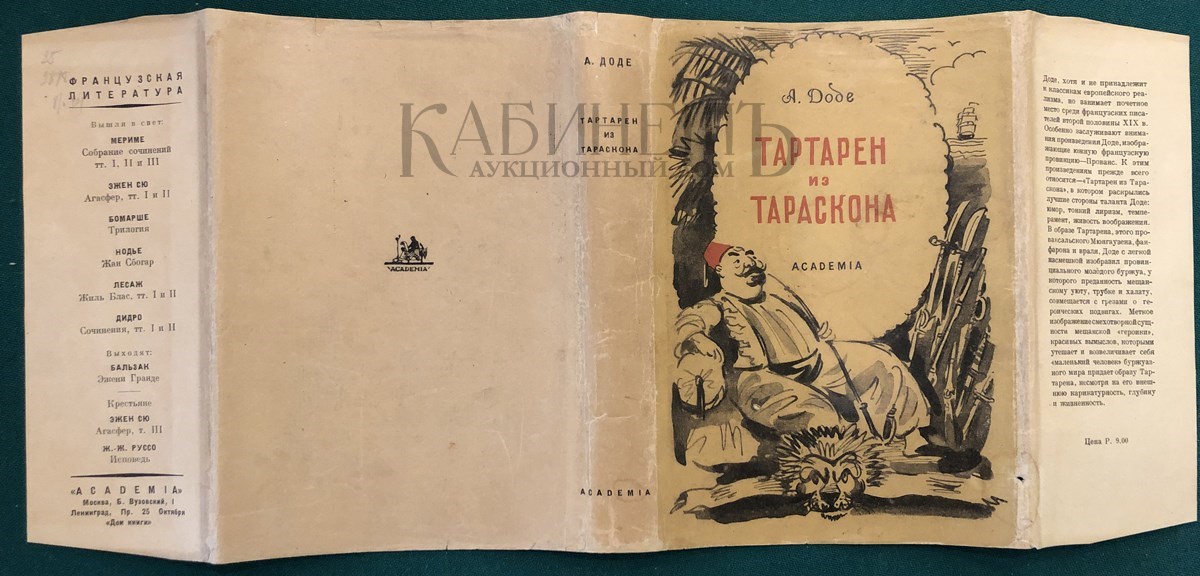 ФРАНЦУЗСКАЯ
ЛИТЕРАТУРА
Вышли в свет:
МЕРИМЕ
Собрание сочинений
тт. I, II и III
ЭЖЕН СЮ
Агасфер, тт. I и II
БОМАРШЕ
Трилогия
НОДЬЕ
Жан Сбогар
ЛЕСАЖ
Жиль Блас, тт. I и II
ДИДРО
Сочинения, тт. I и II
Выходят:
БАЛЬЗАК
Эжени Гранде
Крестьяне
ЭЖЕН СЮ
Агасфер, т. III
Ж.-Ж. РУССО
Исповедь
«ACADEMIA»
Москва, Б. Вузовский, 1
Ленинград, Пр. 25 Октября
«Дом книги»
"ACADEMIA"
А. ДОДЕ
ТАРТАРЕН
ИЗ
ТАРАСКОНА
ACADEMIA
КАБИНЕТЪ
АУКЦИОННЫЙ ДОМ
А. Доде
ТАРТАРЕН
ИЗ
ТАРАСКОНА
ACADEMIA
Доде, хотя и не принадлежит
к классикам европейского реа-
лизма, но занимает почетное
место среди французских писа-
телей второй половины XIX в.
Особенно заслуживают внима-
ния произведения Доде, изобра-
жающие южную французскую
провинцию—Прованс. К этим
произведениям прежде всего
относится—«Тартарен из Тара-
скона», в котором раскрылись
лучшие стороны таланта Доде:
юмор, тонкий лиризм, темпе-
рамент, живость воображения.
В образе Тартарена, этого про-
вансальского Мюнгаузена, фан-
фарона и враля, Доде с легкой
насмешкой изобразил провин-
циального молодого буржуа, у
которого преданность мещан-
скому уюту, трубке и халату,
совмещается с грезами о ге-
роических подвигах. Меткое
изображение смехотворной сущ-
ности мещанской «героики»,
красивых вымыслов, которыми
утешает и возвеличивает себя
«маленький человек» буржуаз-
ного мира придает образу Тар-
тарена, несмотря на его внеш-
нюю карикатурность, глубину
и жизненность.
Цена Р. 9.00